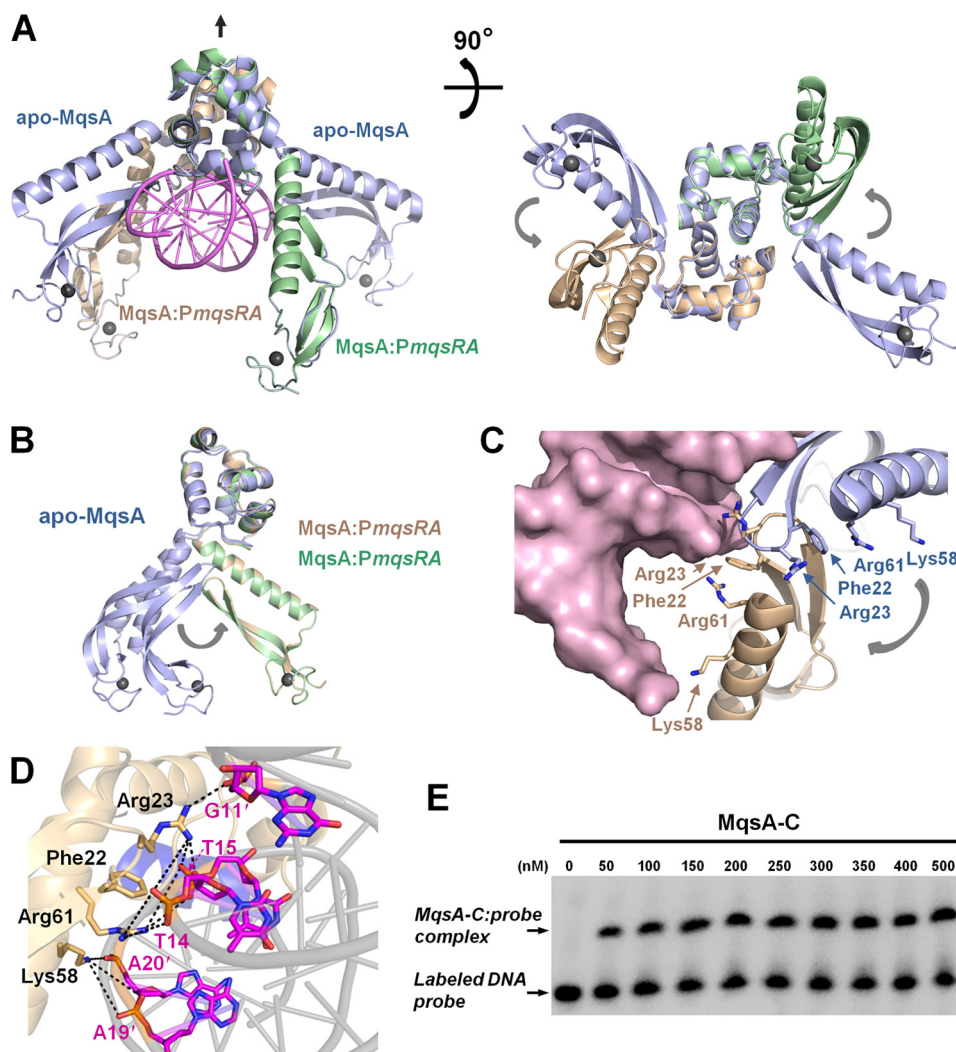 A
90°
apo-MqsA
apo-MqsA
MqsA:PmqsRA
MqsA:PmqsRA
B
apo-MqsA
MqsA:PmqsRA
MqsA:PmqsRA
C
Arg23
Phe22
Arg61
Lys58
Arg61
Lys58
Phe22
Arg23
D
Arg23
G11′
T15
Phe22
Arg61
T14
Lys58
A20′
A19′
E
MqsA-C
(nM) 0 50 100 150 200 250 300 350 400 500
MqsA-C:probe
complex
Labeled DNA
probe